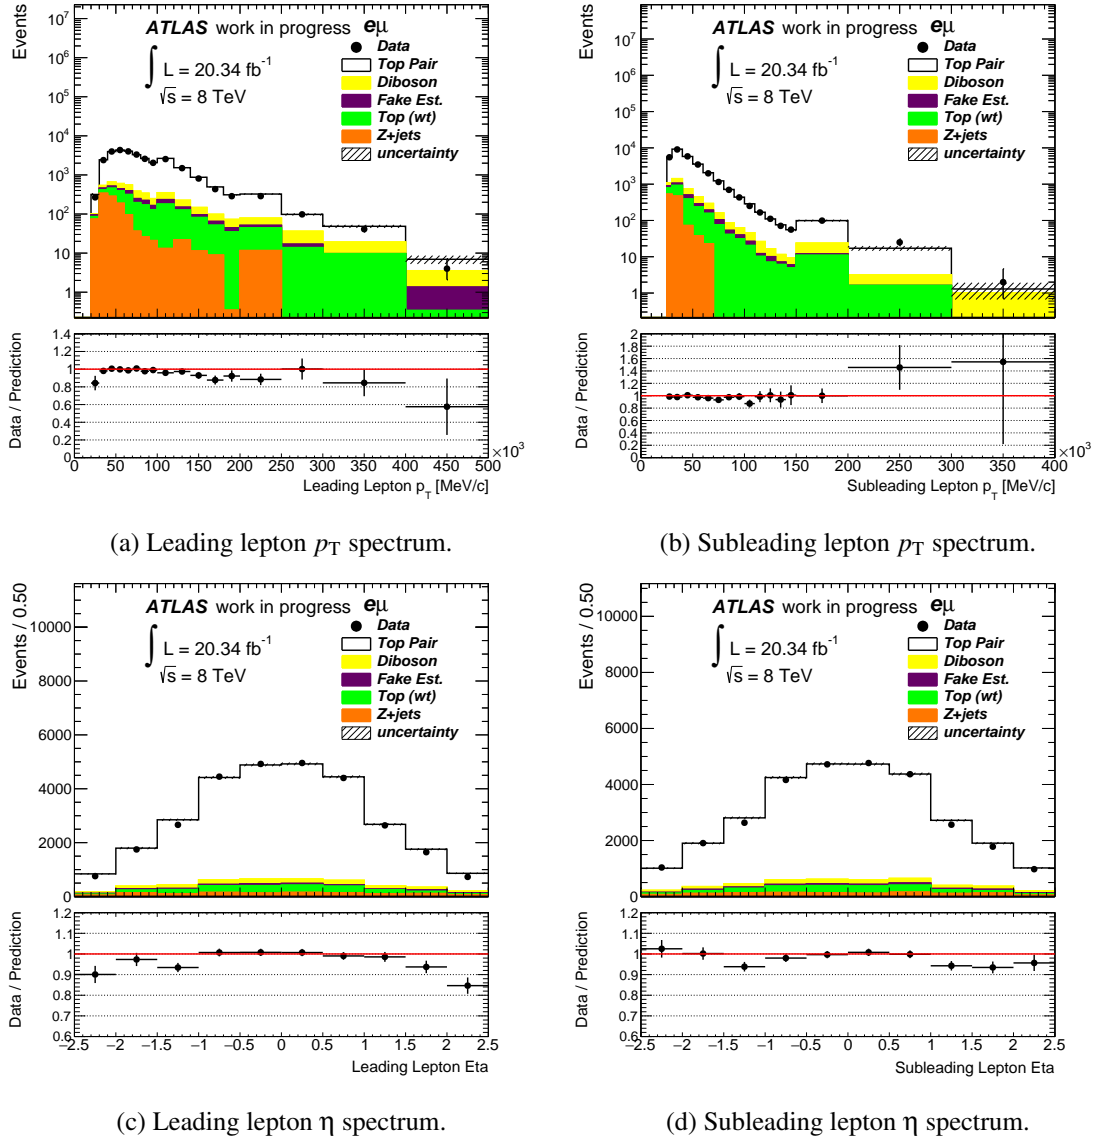 Events
ATLAS work in progress eμ
∫ L = 20.34 fb⁻¹
√s = 8 TeV
Data
Top Pair
Diboson
Fake Est.
Top (wt)
Z+jets
uncertainty
10⁷
10⁶
10⁵
10⁴
10³
10²
10
1
Data / Prediction
1.4
1.2
1
0.8
0.6
0.4
0.2
0
0 50 100 150 200 250 300 350 400 450 500
×10³
Leading Lepton p_T [MeV/c]
(a) Leading lepton p_T spectrum.
Events
ATLAS work in progress eμ
∫ L = 20.34 fb⁻¹
√s = 8 TeV
Data
Top Pair
Diboson
Fake Est.
Top (wt)
Z+jets
uncertainty
10⁷
10⁶
10⁵
10⁴
10³
10²
10
1
Data / Prediction
2
1.8
1.6
1.4
1.2
1
0.8
0.6
0.4
0.2
0
0 50 100 150 200 250 300 350 400
×10³
Subleading Lepton p_T [MeV/c]
(b) Subleading lepton p_T spectrum.
Events / 0.50
ATLAS work in progress eμ
∫ L = 20.34 fb⁻¹
√s = 8 TeV
Data
Top Pair
Diboson
Fake Est.
Top (wt)
Z+jets
uncertainty
10000
8000
6000
4000
2000
0
Data / Prediction
1.2
1.1
1
0.9
0.8
0.7
0.6
−2.5 −2 −1.5 −1 −0.5 0 0.5 1 1.5 2 2.5
Leading Lepton Eta
(c) Leading lepton η spectrum.
Events / 0.50
ATLAS work in progress eμ
∫ L = 20.34 fb⁻¹
√s = 8 TeV
Data
Top Pair
Diboson
Fake Est.
Top (wt)
Z+jets
uncertainty
10000
8000
6000
4000
2000
0
Data / Prediction
1.2
1.1
1
0.9
0.8
0.7
0.6
−2.5 −2 −1.5 −1 −0.5 0 0.5 1 1.5 2 2.5
Subleading Lepton Eta
(d) Subleading lepton η spectrum.